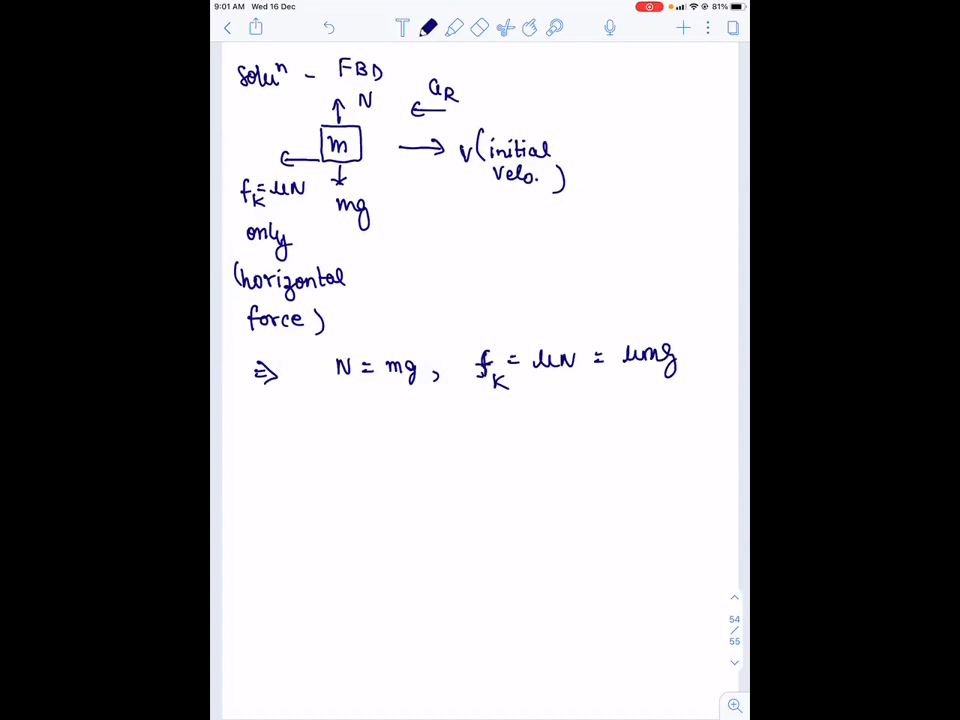 9:01 AM Wed 16 Dec 81%
T
Soluⁿ - FBD
N
a_R
m
v (initial
velo. )
f_K = μN
mg
only
(horizontal
force)
⇒ N = mg, f_K = μN = μmg
54
/
55